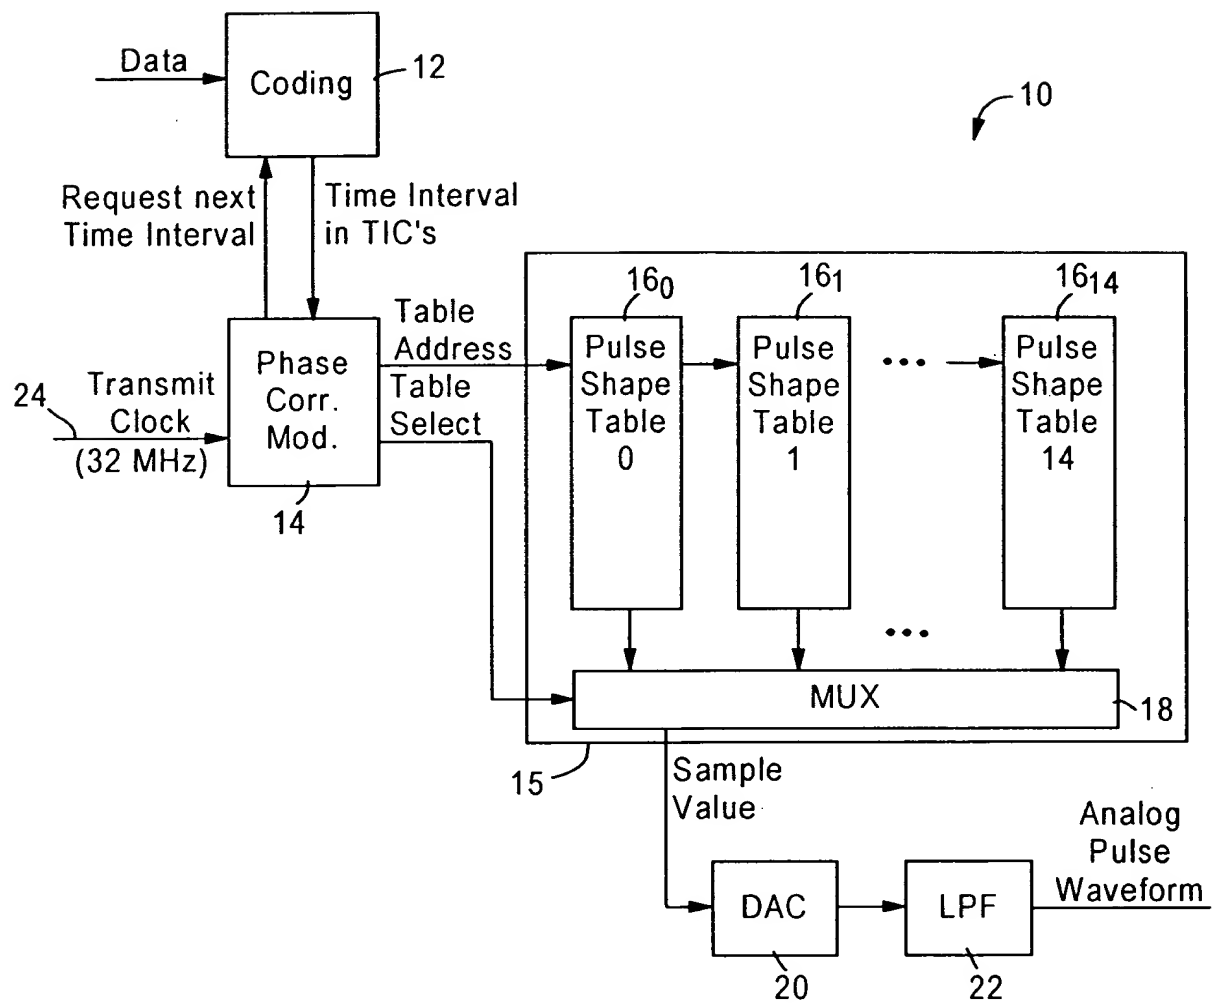 Data
Coding
12
10
Request next
Time Interval
Time Interval
in TIC's
24
Transmit
Clock
(32 MHz)
Phase
Corr.
Mod.
14
Table
Address
Table
Select
16₀
Pulse
Shape
Table
0
16₁
Pulse
Shape
Table
1
•••
16₁₄
Pulse
Shape
Table
14
•••
MUX
18
15
Sample
Value
DAC
20
LPF
22
Analog
Pulse
Waveform